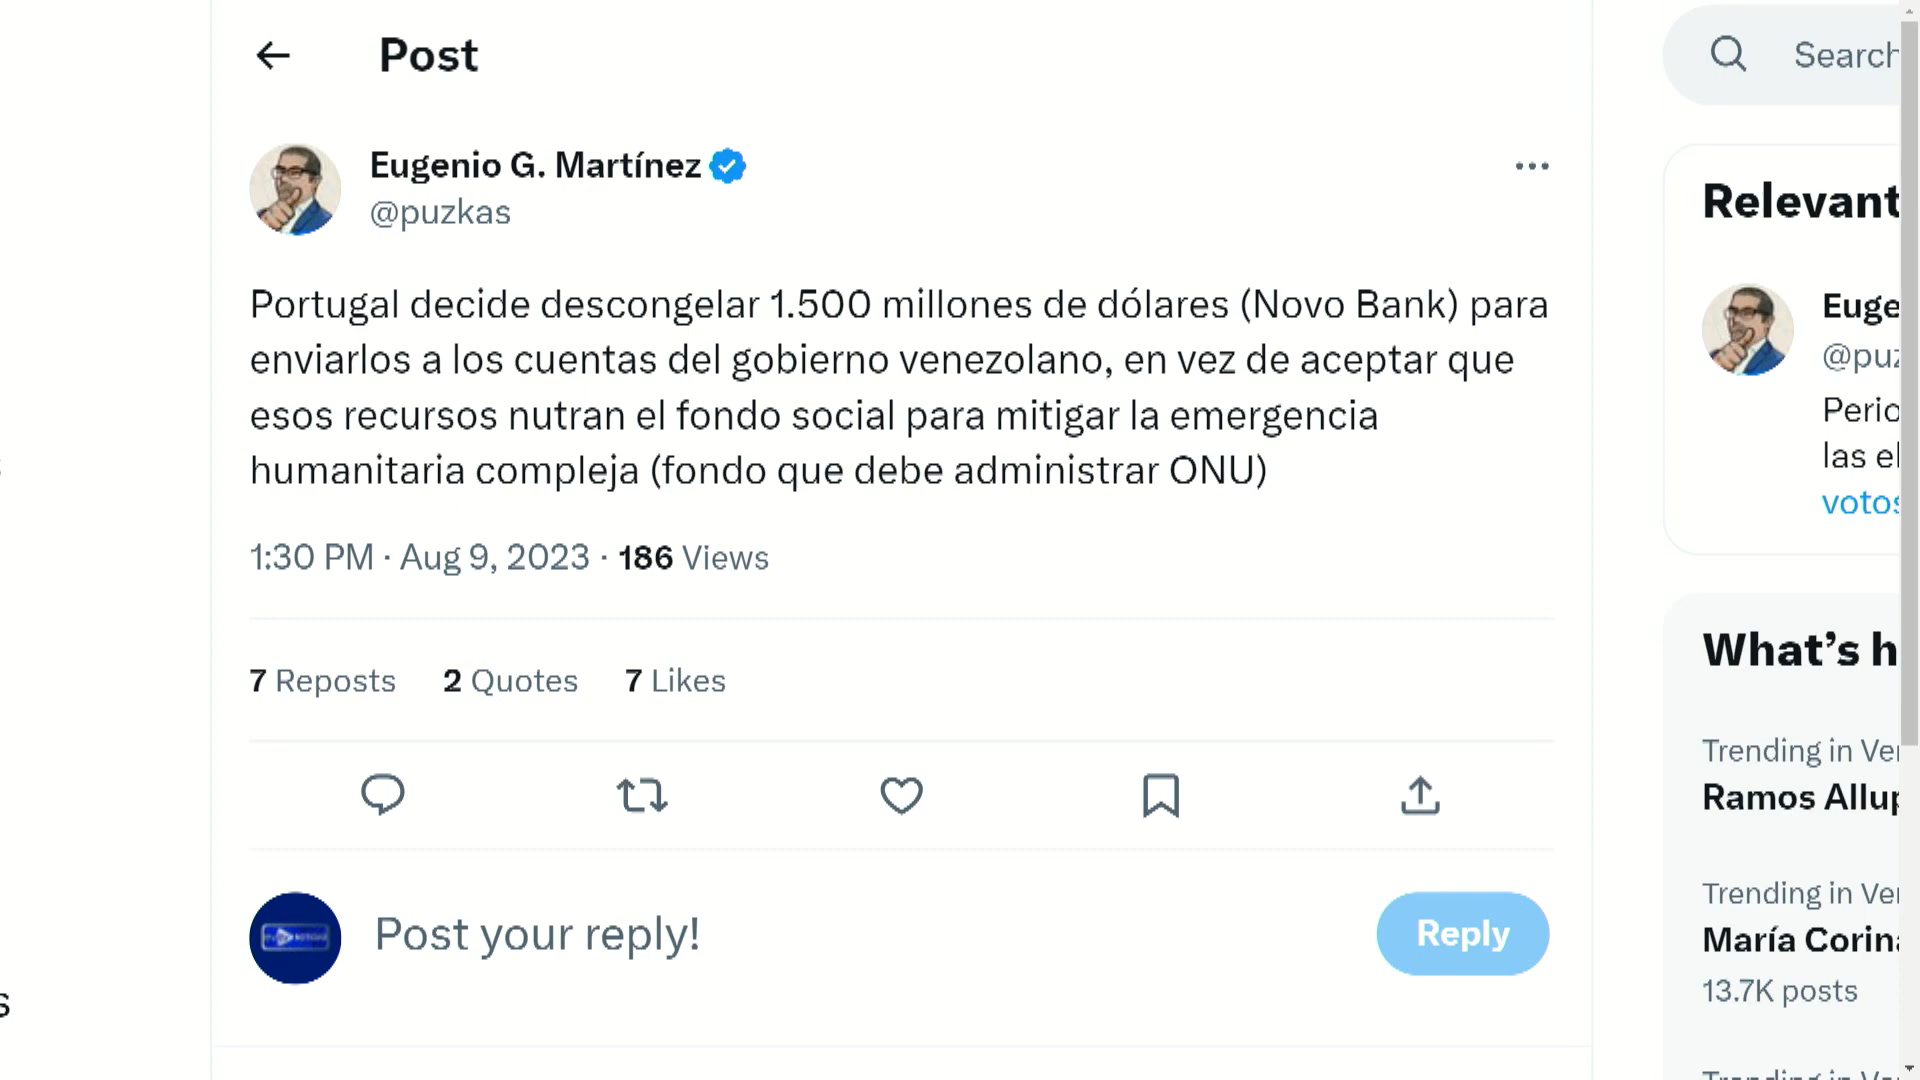 Post
Search
Eugenio G. Martínez
@puzkas
Portugal decide descongelar 1.500 millones de dólares (Novo Bank) para
enviarlos a los cuentas del gobierno venezolano, en vez de aceptar que
esos recursos nutran el fondo social para mitigar la emergencia
humanitaria compleja (fondo que debe administrar ONU)
1:30 PM · Aug 9, 2023 · 186 Views
7 Reposts 2 Quotes 7 Likes
Post your reply!
Reply
Relevant
Euge
@puz
Perio
las el
votos
What's h
Trending in Ve
Ramos Allup
Trending in Ve
María Corina
13.7K posts